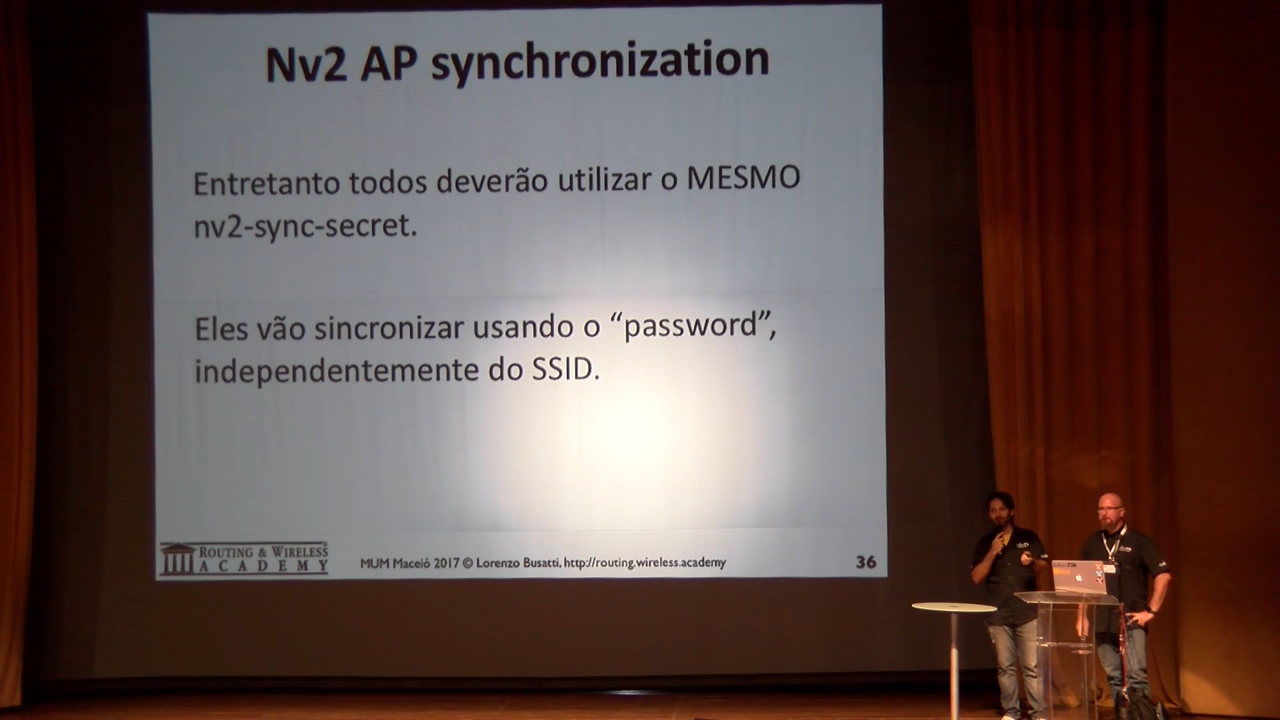 Nv2 AP synchronization
Entretanto todos deverão utilizar o MESMO
nv2-sync-secret.
Eles vão sincronizar usando o “password”,
independentemente do SSID.
ROUTING & WIRELESS
ACADEMY
MUM Maceió 2017 © Lorenzo Busatti, http://routing.wireless.academy
36